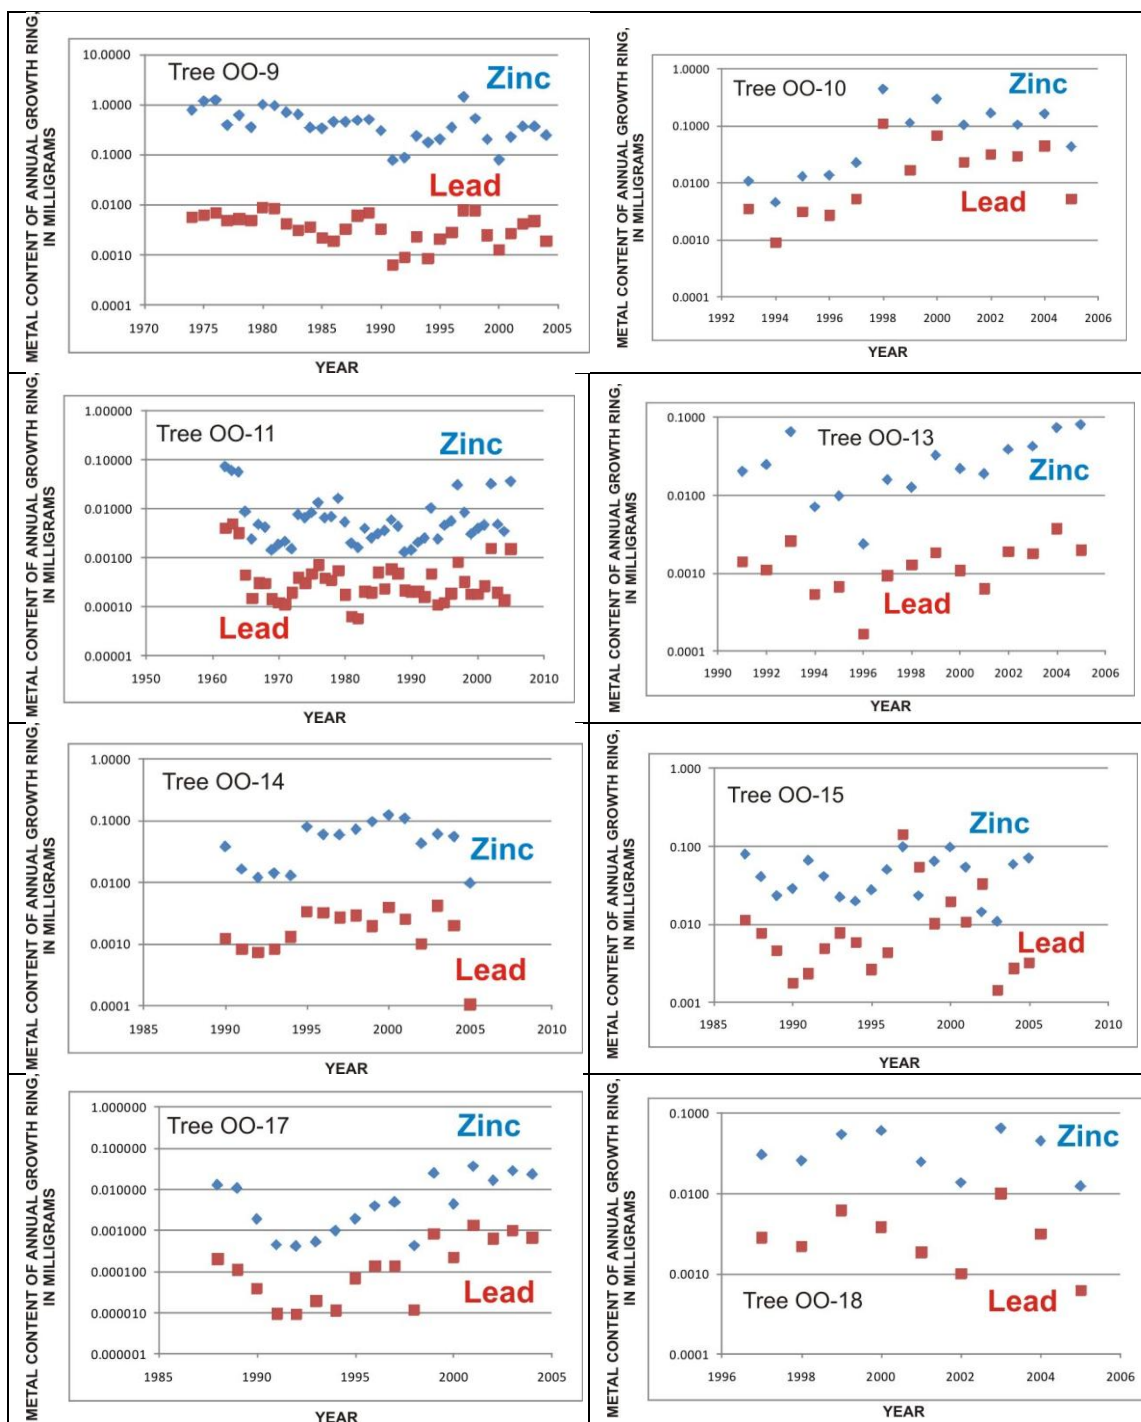 METAL CONTENT OF ANNUAL GROWTH RING,
IN MILLIGRAMS
Tree OO-9
Zinc
Lead
10.0000
1.0000
0.1000
0.0100
0.0010
0.0001
1970 1975 1980 1985 1990 1995 2000 2005
YEAR
METAL CONTENT OF ANNUAL GROWTH RING,
IN MILLIGRAMS
Tree OO-10
Zinc
Lead
1.0000
0.1000
0.0100
0.0010
0.0001
1992 1994 1996 1998 2000 2002 2004 2006
YEAR
METAL CONTENT OF ANNUAL GROWTH RING,
IN MILLIGRAMS
Tree OO-11
Zinc
Lead
1.00000
0.10000
0.01000
0.00100
0.00010
0.00001
1950 1960 1970 1980 1990 2000 2010
YEAR
METAL CONTENT OF ANNUAL GROWTH RING,
IN MILLIGRAMS
Tree OO-13
Zinc
Lead
0.1000
0.0100
0.0010
0.0001
1990 1992 1994 1996 1998 2000 2002 2004 2006
YEAR
METAL CONTENT OF ANNUAL GROWTH RING,
IN MILLIGRAMS
Tree OO-14
Zinc
Lead
1.0000
0.1000
0.0100
0.0010
0.0001
1985 1990 1995 2000 2005 2010
YEAR
METAL CONTENT OF ANNUAL GROWTH RING,
IN MILLIGRAMS
Tree OO-15
Zinc
Lead
1.000
0.100
0.010
0.001
1985 1990 1995 2000 2005 2010
YEAR
METAL CONTENT OF ANNUAL GROWTH RING,
IN MILLIGRAMS
Tree OO-17
Zinc
Lead
1.000000
0.100000
0.010000
0.001000
0.000100
0.000010
0.000001
1985 1990 1995 2000 2005
YEAR
METAL CONTENT OF ANNUAL GROWTH RING,
IN MILLIGRAMS
Zinc
Tree OO-18
Lead
0.1000
0.0100
0.0010
0.0001
1996 1998 2000 2002 2004 2006
YEAR